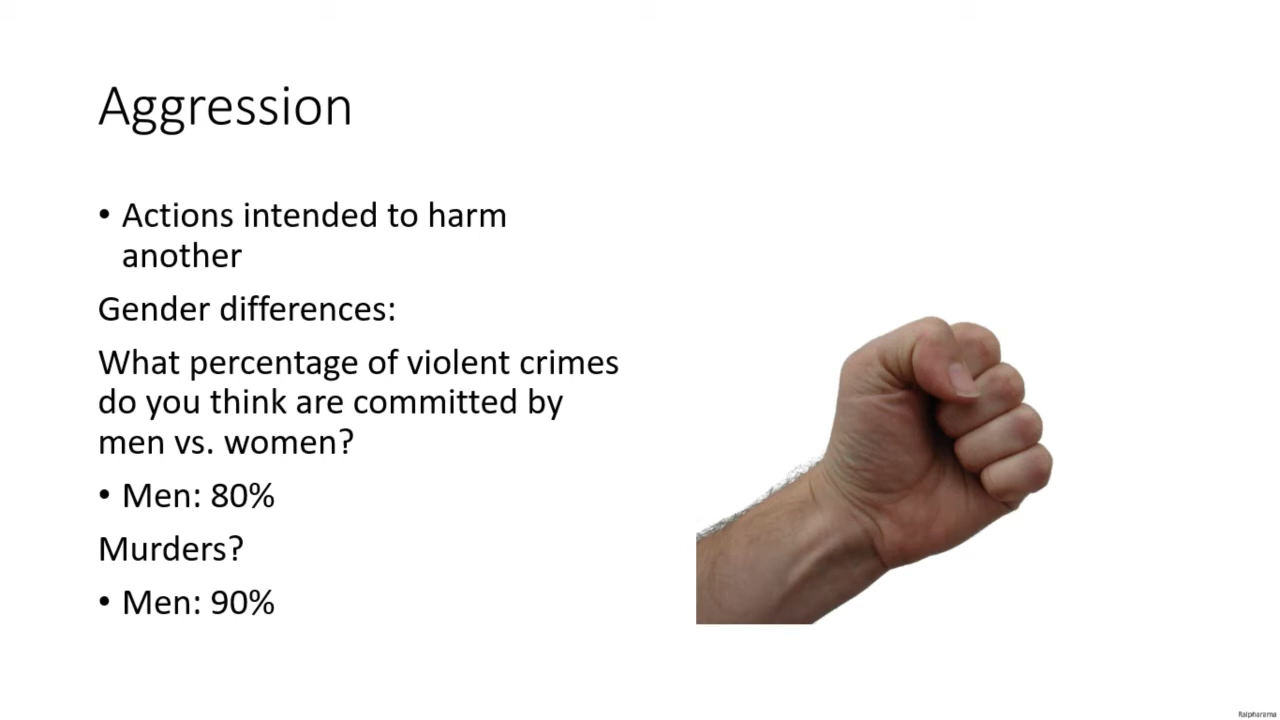 Aggression
• Actions intended to harm
another
Gender differences:
What percentage of violent crimes
do you think are committed by
men vs. women?
• Men: 80%
Murders?
• Men: 90%
Ralpharama